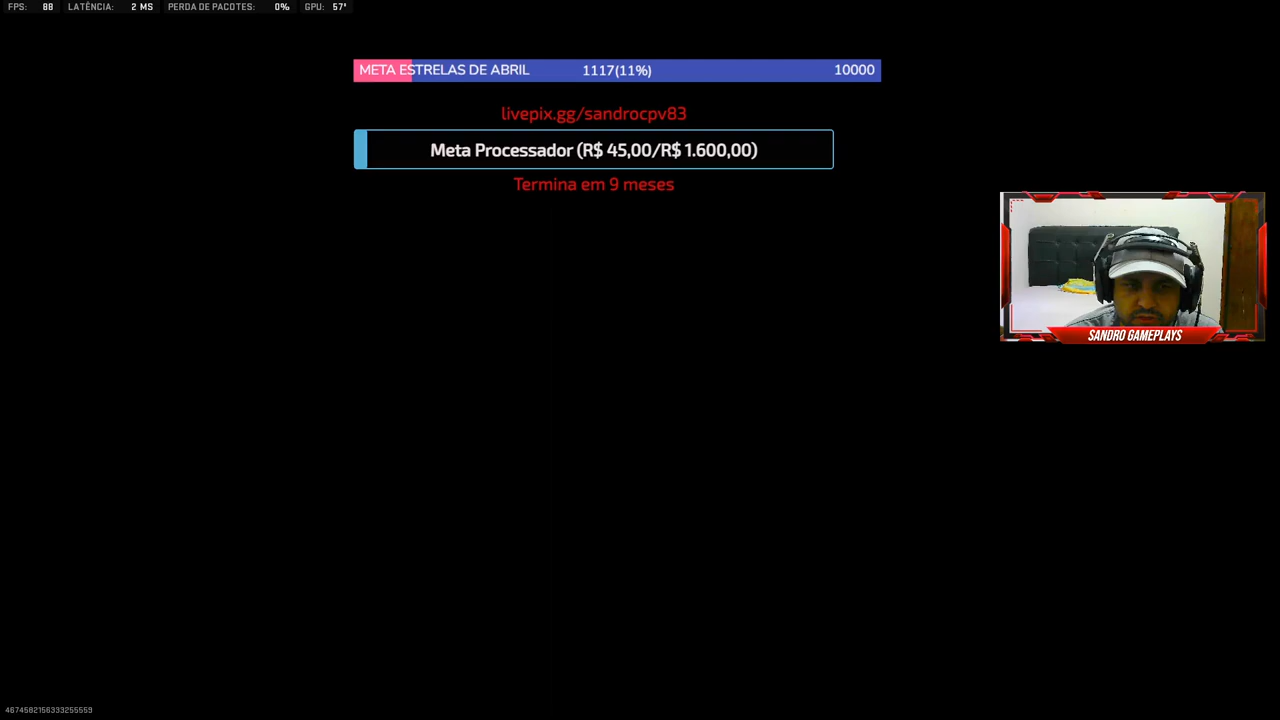 FPS: 88 LATÊNCIA: 2 MS PERDA DE PACOTES: 0% GPU: 57°
META ESTRELAS DE ABRIL 1117(11%) 10000
livepix.gg/sandrocpv83
Meta Processador (R$ 45,00/R$ 1.600,00)
Termina em 9 meses
SANDRO GAMEPLAYS
4874582156333255559